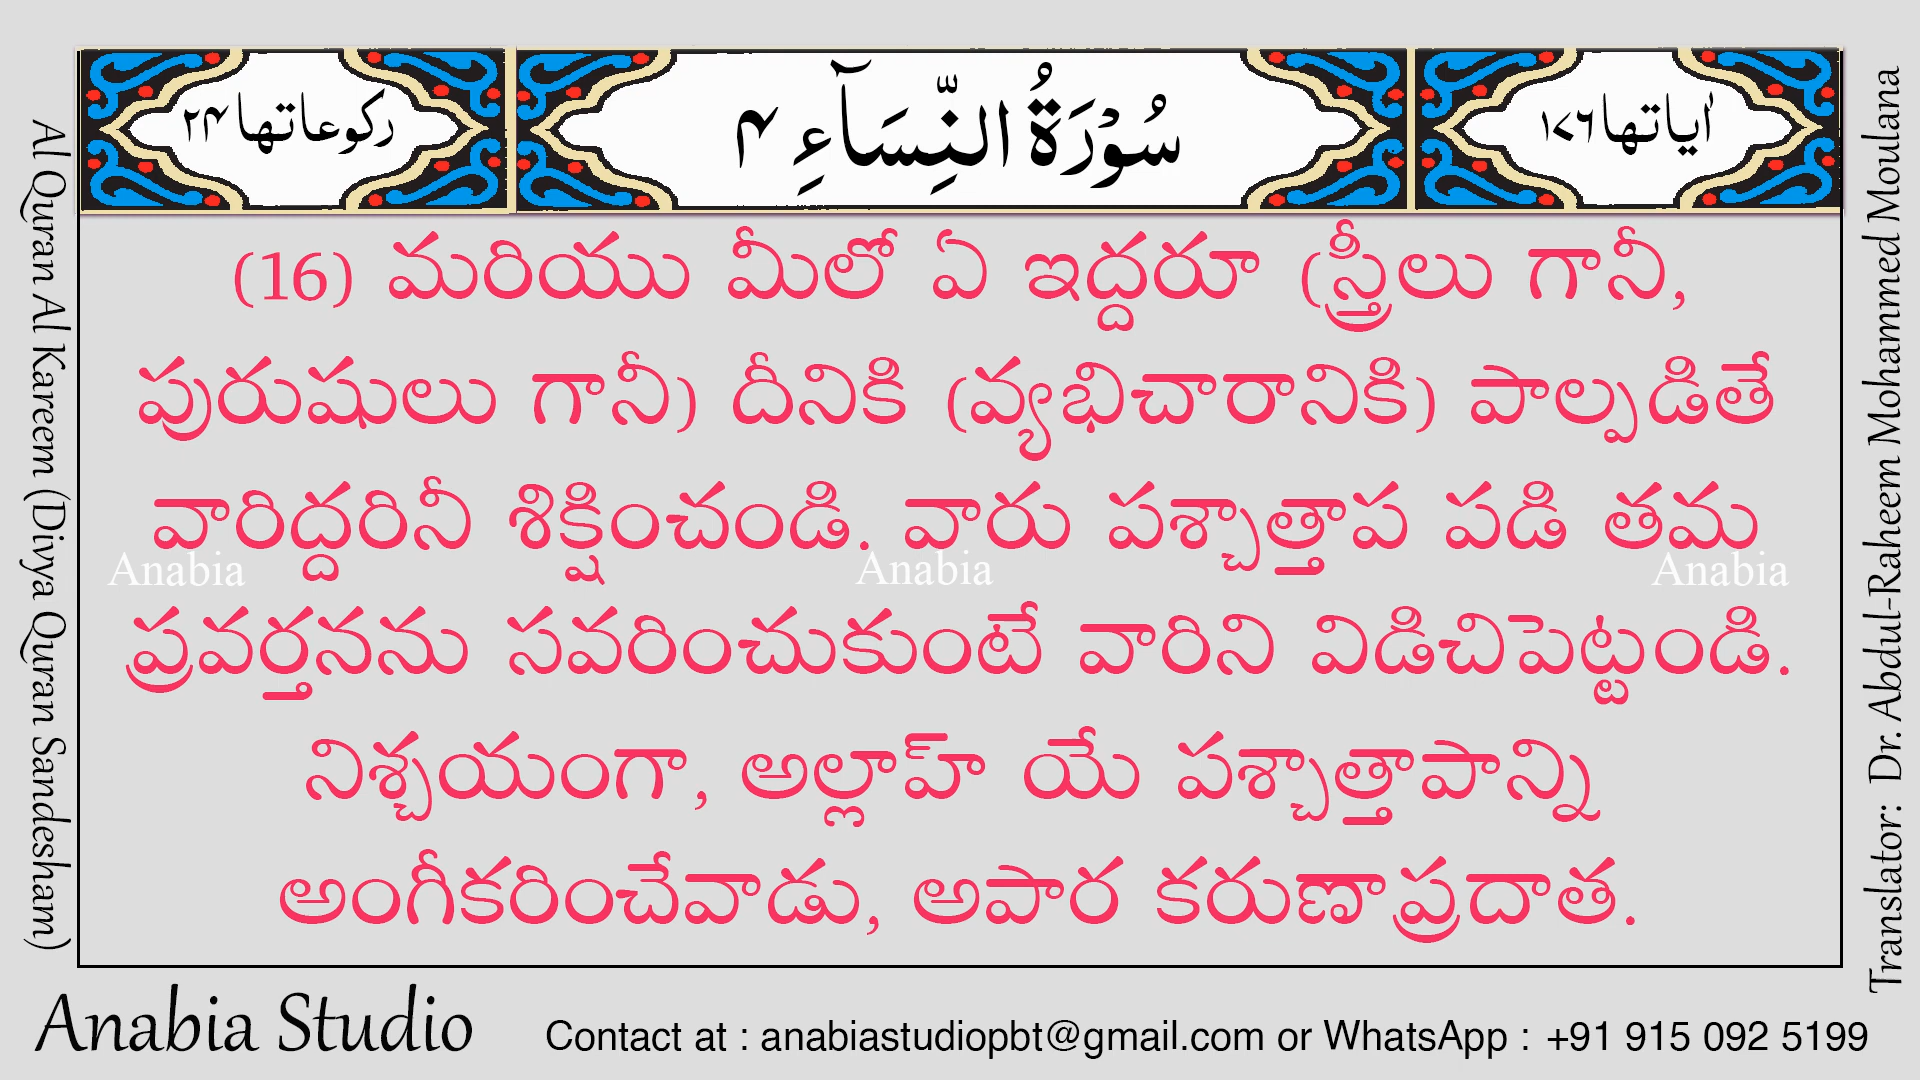 رکوعاتها ٢٤
سُوْرَةُ النِّسَآءِ ٤
اٰیاتها ١٧٦
(16) మరియు మీలో ఏ ఇద్దరూ (స్త్రీలు గానీ,
పురుషులు గానీ) దీనికి (వ్యభిచారానికి) పాల్పడితే
వారిద్దరినీ శిక్షించండి. వారు పశ్చాత్తాప పడి తమ
Anabia Anabia Anabia
ప్రవర్తనను సవరించుకుంటే వారిని విడిచిపెట్టండి.
నిశ్చయంగా, అల్లాహ్ యే పశ్చాత్తాపాన్ని
అంగీకరించేవాడు, అపార కరుణాప్రదాత.
Al Quran Al Kareem (Diyya Quran Sandesham)
Translator: Dr. Abdul-Raheem Mohammed Moulana
Anabia Studio
Contact at : anabiastudiopbt@gmail.com or WhatsApp : +91 915 092 5199